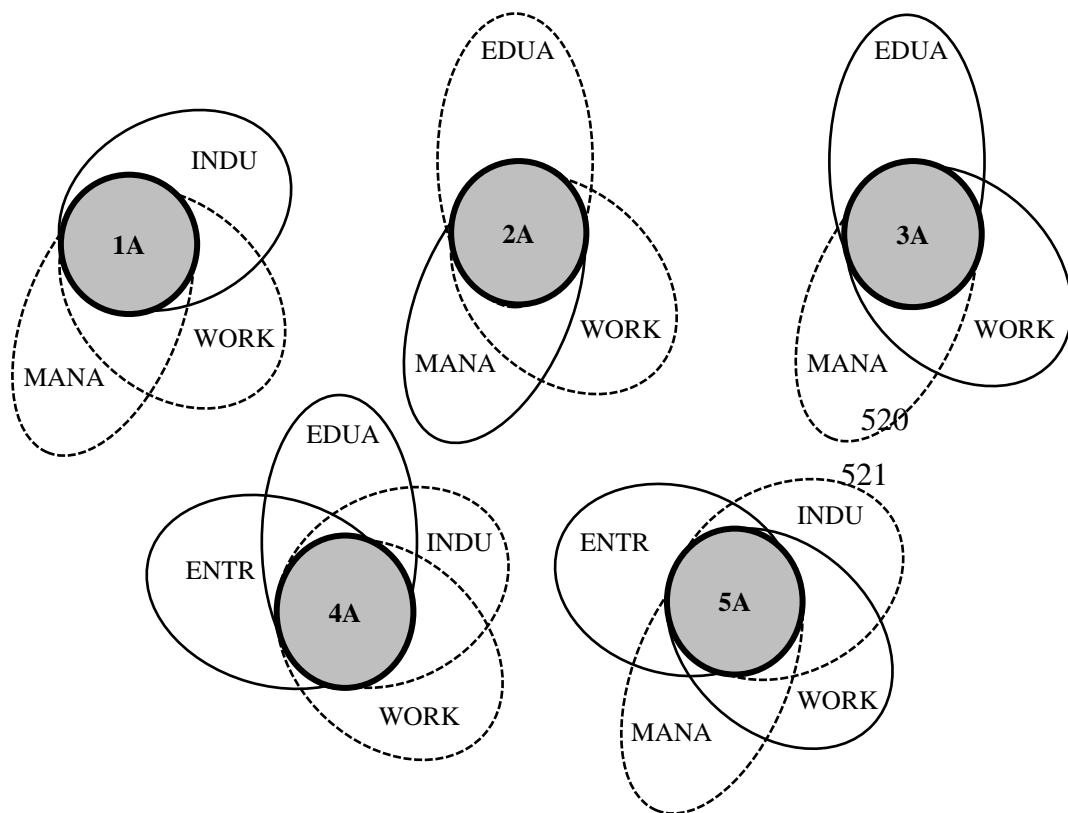 EDUA
EDUA
INDU
1A
2A
3A
WORK
WORK
WORK
MANA
MANA
MANA
520
EDUA
521
INDU
INDU
ENTR
ENTR
4A
5A
WORK
WORK
MANA